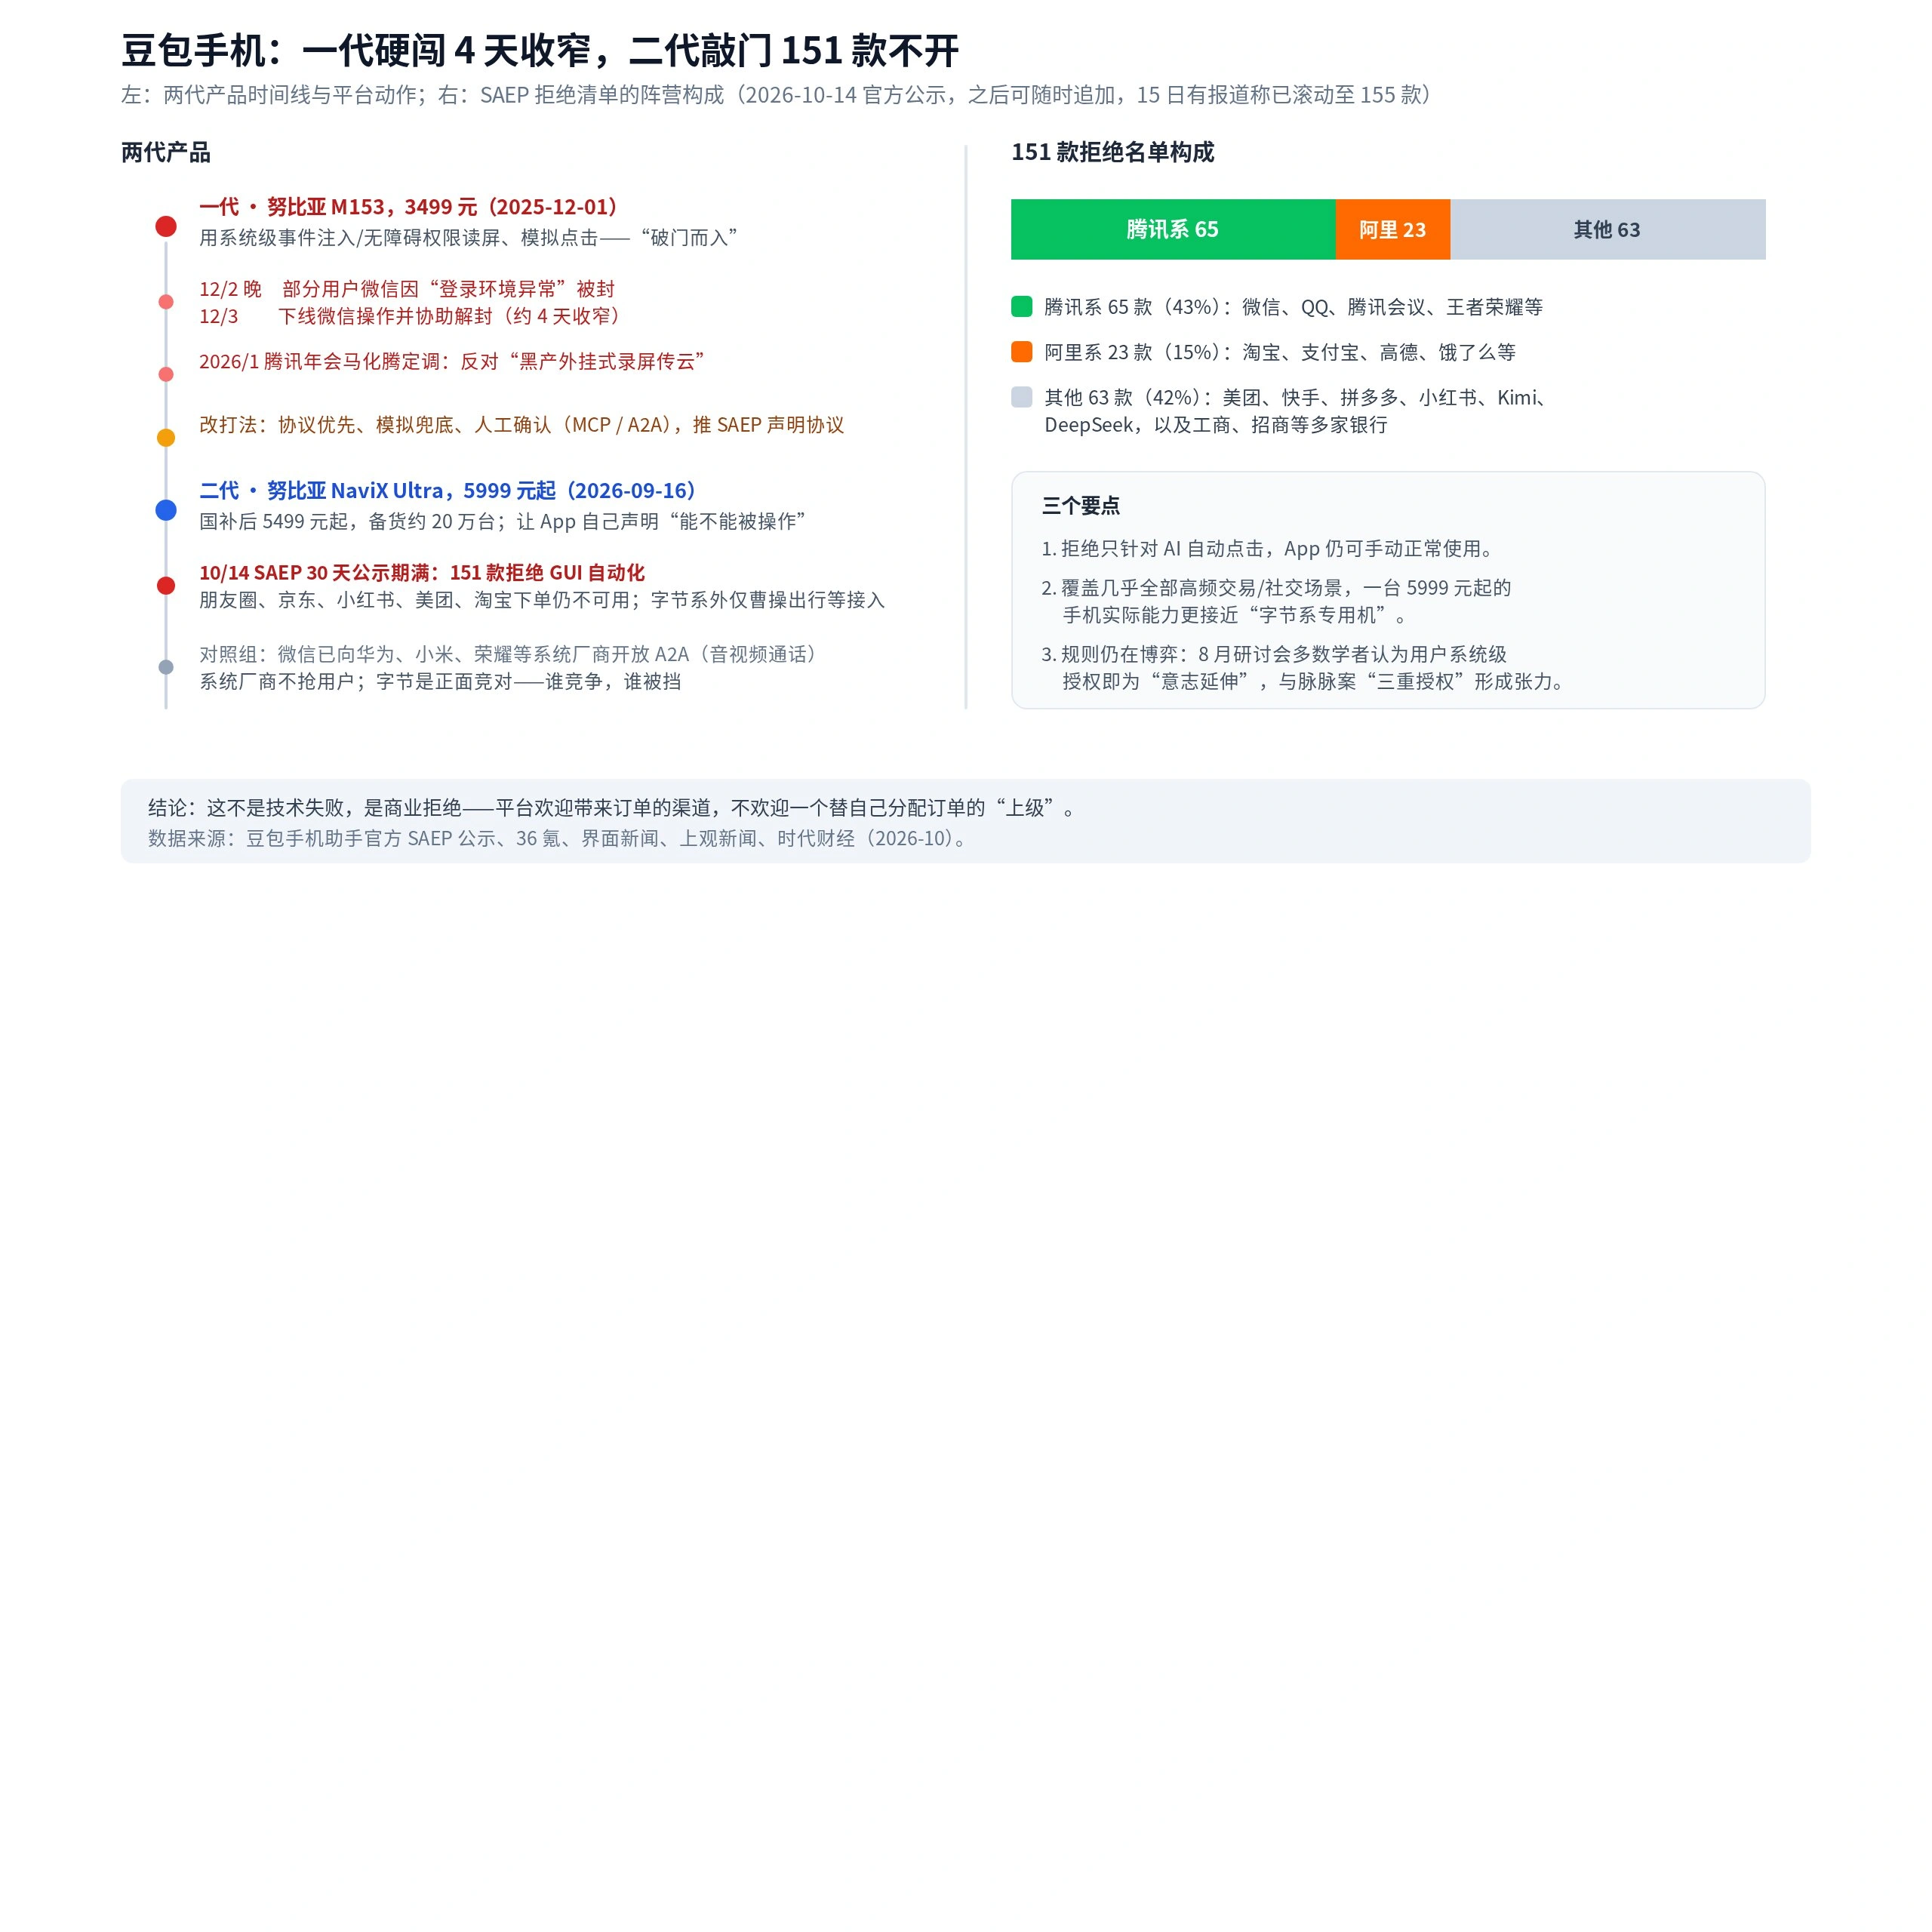 豆包手机：一代硬闯 4 天收窄，二代敲门 151 款不开
左：两代产品时间线与平台动作；右：SAEP 拒绝清单的阵营构成（2026-10-14 官方公示，之后可随时追加，15 日有报道称已滚动至 155 款）
两代产品
一代 · 努比亚 M153，3499 元（2025-12-01）
用系统级事件注入/无障碍权限读屏、模拟点击——“破门而入”
12/2 晚　部分用户微信因“登录环境异常”被封
12/3　　下线微信操作并协助解封（约 4 天收窄）
2026/1 腾讯年会马化腾定调：反对“黑产外挂式录屏传云”
改打法：协议优先、模拟兜底、人工确认（MCP / A2A），推 SAEP 声明协议
二代 · 努比亚 NaviX Ultra，5999 元起（2026-09-16）
国补后 5499 元起，备货约 20 万台；让 App 自己声明“能不能被操作”
10/14 SAEP 30 天公示期满：151 款拒绝 GUI 自动化
朋友圈、京东、小红书、美团、淘宝下单仍不可用；字节系外仅曹操出行等接入
对照组：微信已向华为、小米、荣耀等系统厂商开放 A2A（音视频通话）
系统厂商不抢用户；字节是正面竞对——谁竞争，谁被挡
151 款拒绝名单构成
腾讯系 65
阿里 23
其他 63
腾讯系 65 款（43%）：微信、QQ、腾讯会议、王者荣耀等
阿里系 23 款（15%）：淘宝、支付宝、高德、饿了么等
其他 63 款（42%）：美团、快手、拼多多、小红书、Kimi、
DeepSeek，以及工商、招商等多家银行
三个要点
1. 拒绝只针对 AI 自动点击，App 仍可手动正常使用。
2. 覆盖几乎全部高频交易/社交场景，一台 5999 元起的
手机实际能力更接近“字节系专用机”。
3. 规则仍在博弈：8 月研讨会多数学者认为用户系统级
授权即为“意志延伸”，与脉脉案“三重授权”形成张力。
结论：这不是技术失败，是商业拒绝——平台欢迎带来订单的渠道，不欢迎一个替自己分配订单的“上级”。
数据来源：豆包手机助手官方 SAEP 公示、36 氪、界面新闻、上观新闻、时代财经（2026-10）。